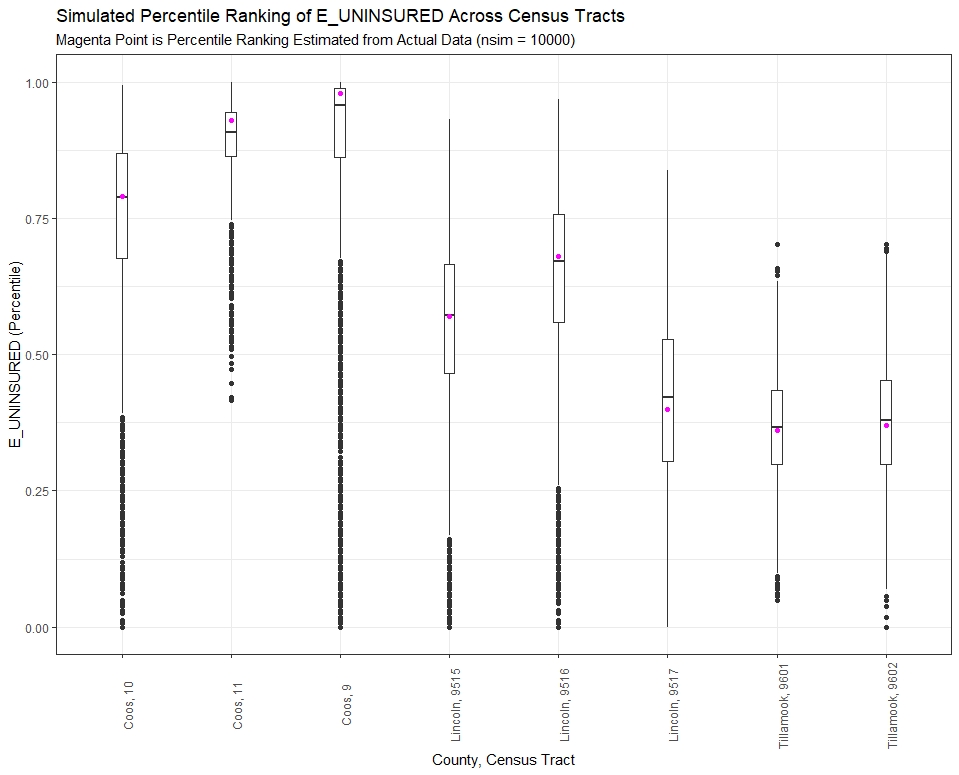 Simulated Percentile Ranking of E_UNINSURED Across Census Tracts
Magenta Point is Percentile Ranking Estimated from Actual Data (nsim = 10000)
E_UNINSURED (Percentile)
1.00
0.75
0.50
0.25
0.00
Coos, 10
Coos, 11
Coos, 9
Lincoln, 9515
Lincoln, 9516
Lincoln, 9517
Tillamook, 9601
Tillamook, 9602
County, Census Tract